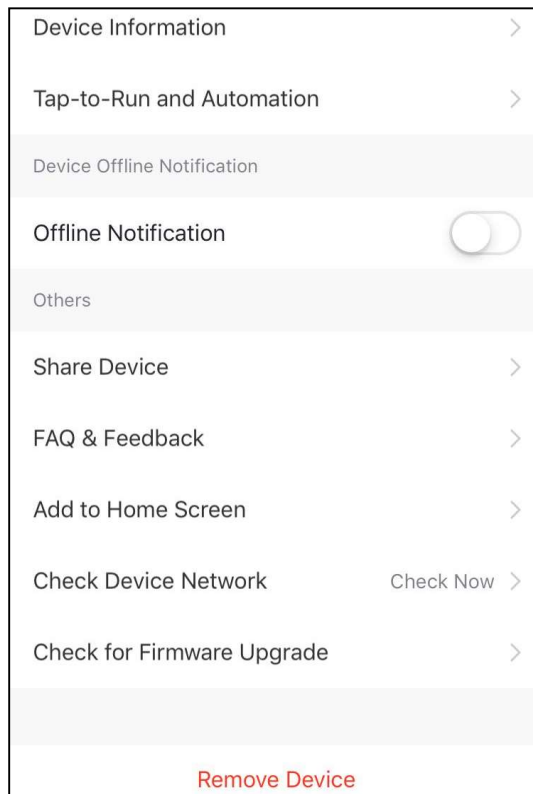 Device Information
Tap-to-Run and Automation
Device Offline Notification
Offline Notification
Others
Share Device
FAQ & Feedback
Add to Home Screen
Check Device Network Check Now
Check for Firmware Upgrade
Remove Device